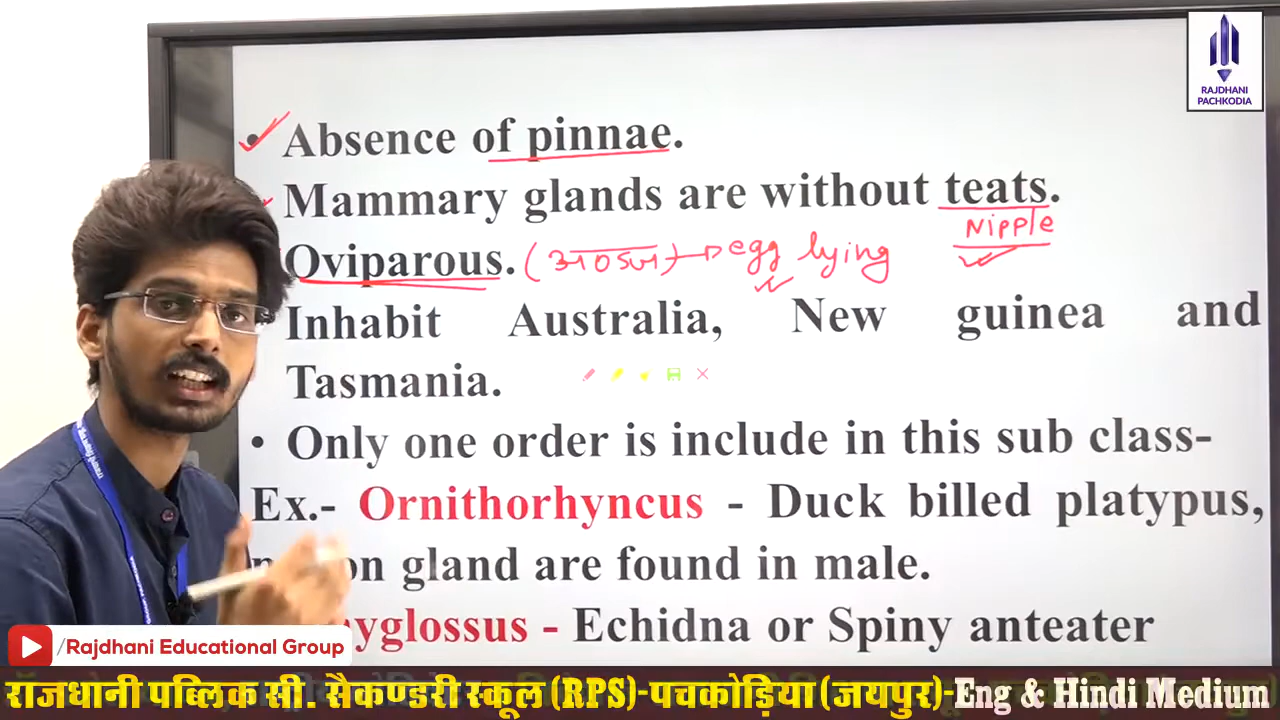 RAJDHANI
PACHKODIA
• Absence of pinnae.
Mammary glands are without teats.
Nipple
Oviparous. (अण्डज) → egg lying
Inhabit Australia, New guinea and
Tasmania.
• Only one order is include in this sub class-
Ex.- Ornithorhyncus - Duck billed platypus,
gland are found in male.
- Echidna or Spiny anteater
/Rajdhani Educational Group
राजधानी पब्लिक सी. सैकण्डरी स्कूल (RPS)-पचकोड़िया (जयपुर)- Eng & Hindi Medium